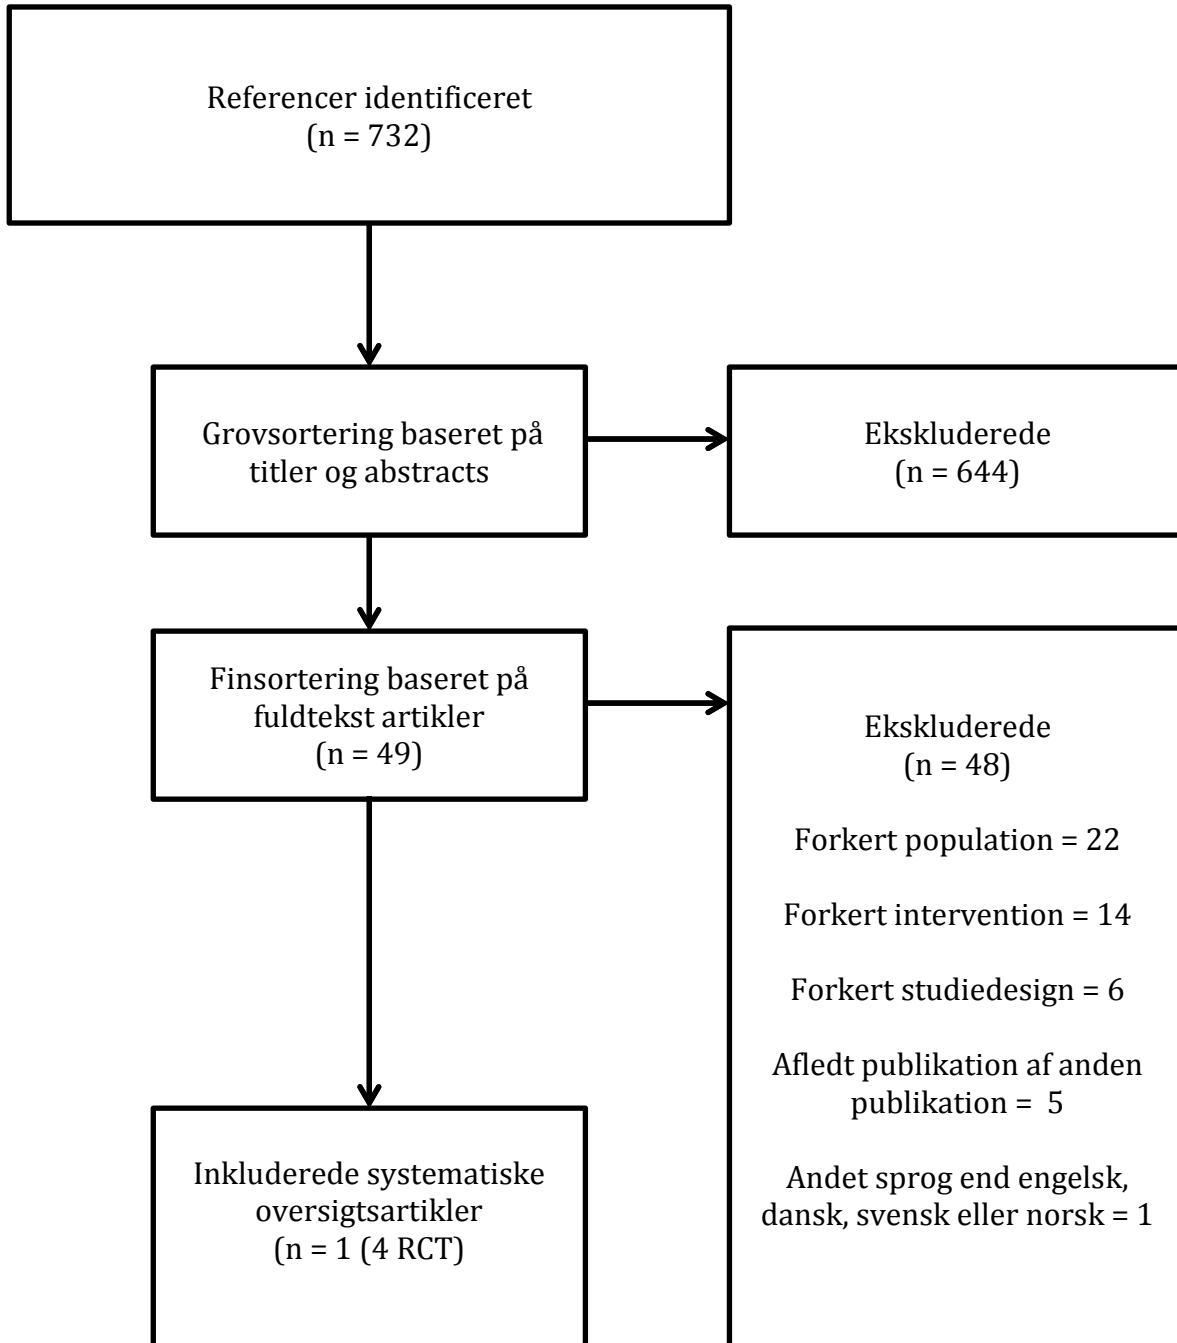 Referencer identificeret
(n = 732)
Grovsortering baseret på
titler og abstracts
Ekskluderede
(n = 644)
Finsortering baseret på
fuldtekst artikler
(n = 49)
Ekskluderede
(n = 48)
Forkert population = 22
Forkert intervention = 14
Forkert studiedesign = 6
Afledt publikation af anden
publikation =  5
Andet sprog end engelsk,
dansk, svensk eller norsk = 1
Inkluderede systematiske
oversigtsartikler
(n = 1 (4 RCT)